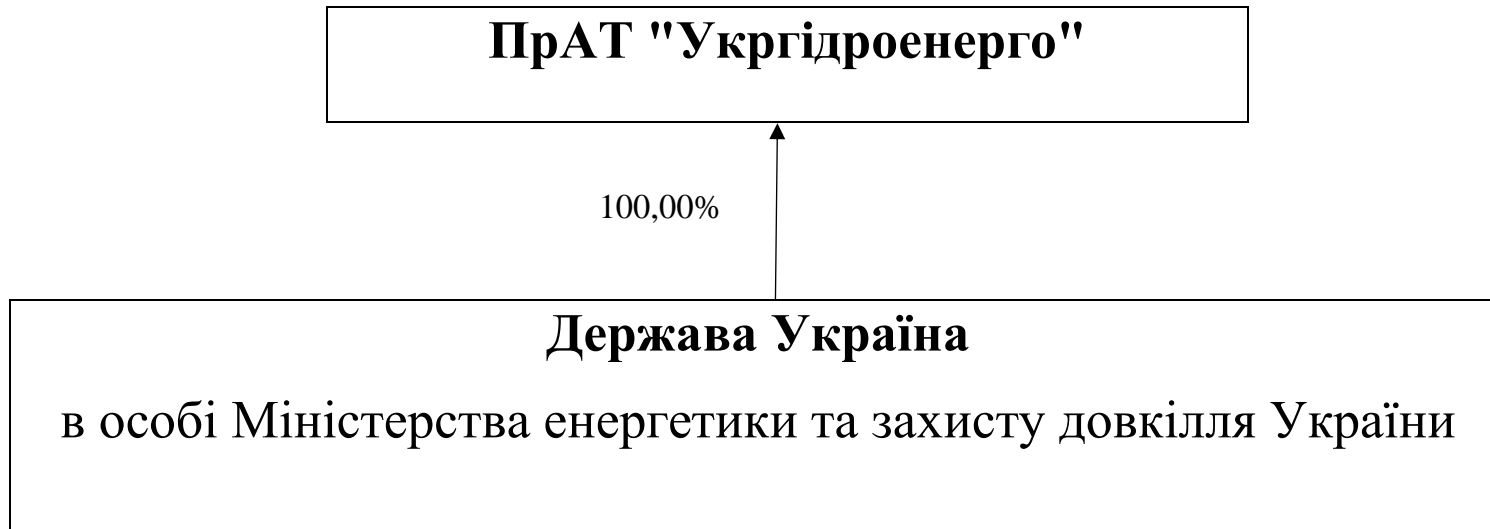 ПрАТ "Укргідроенерго"
100,00%
Держава Україна
в особі Міністерства енергетики та захисту довкілля України